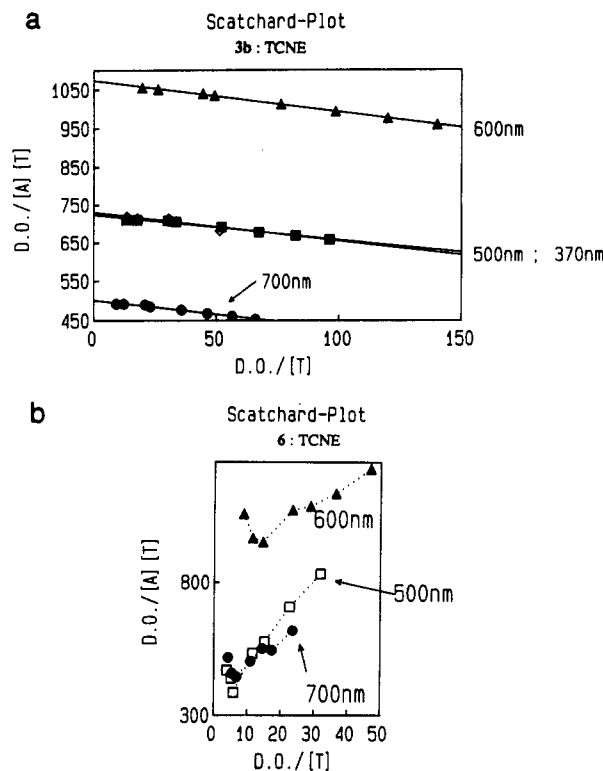 a
Scatchard-Plot
3b : TCNE
D.O./[A][T]
1050
950
850
750
650
550
450
0
50
100
150
600nm
500nm ; 370nm
700nm
D.O./[T]
b
Scatchard-Plot
6 : TCNE
D.O./[A][T]
800
300
0
10
20
30
40
50
600nm
500nm
700nm
D.O./[T]